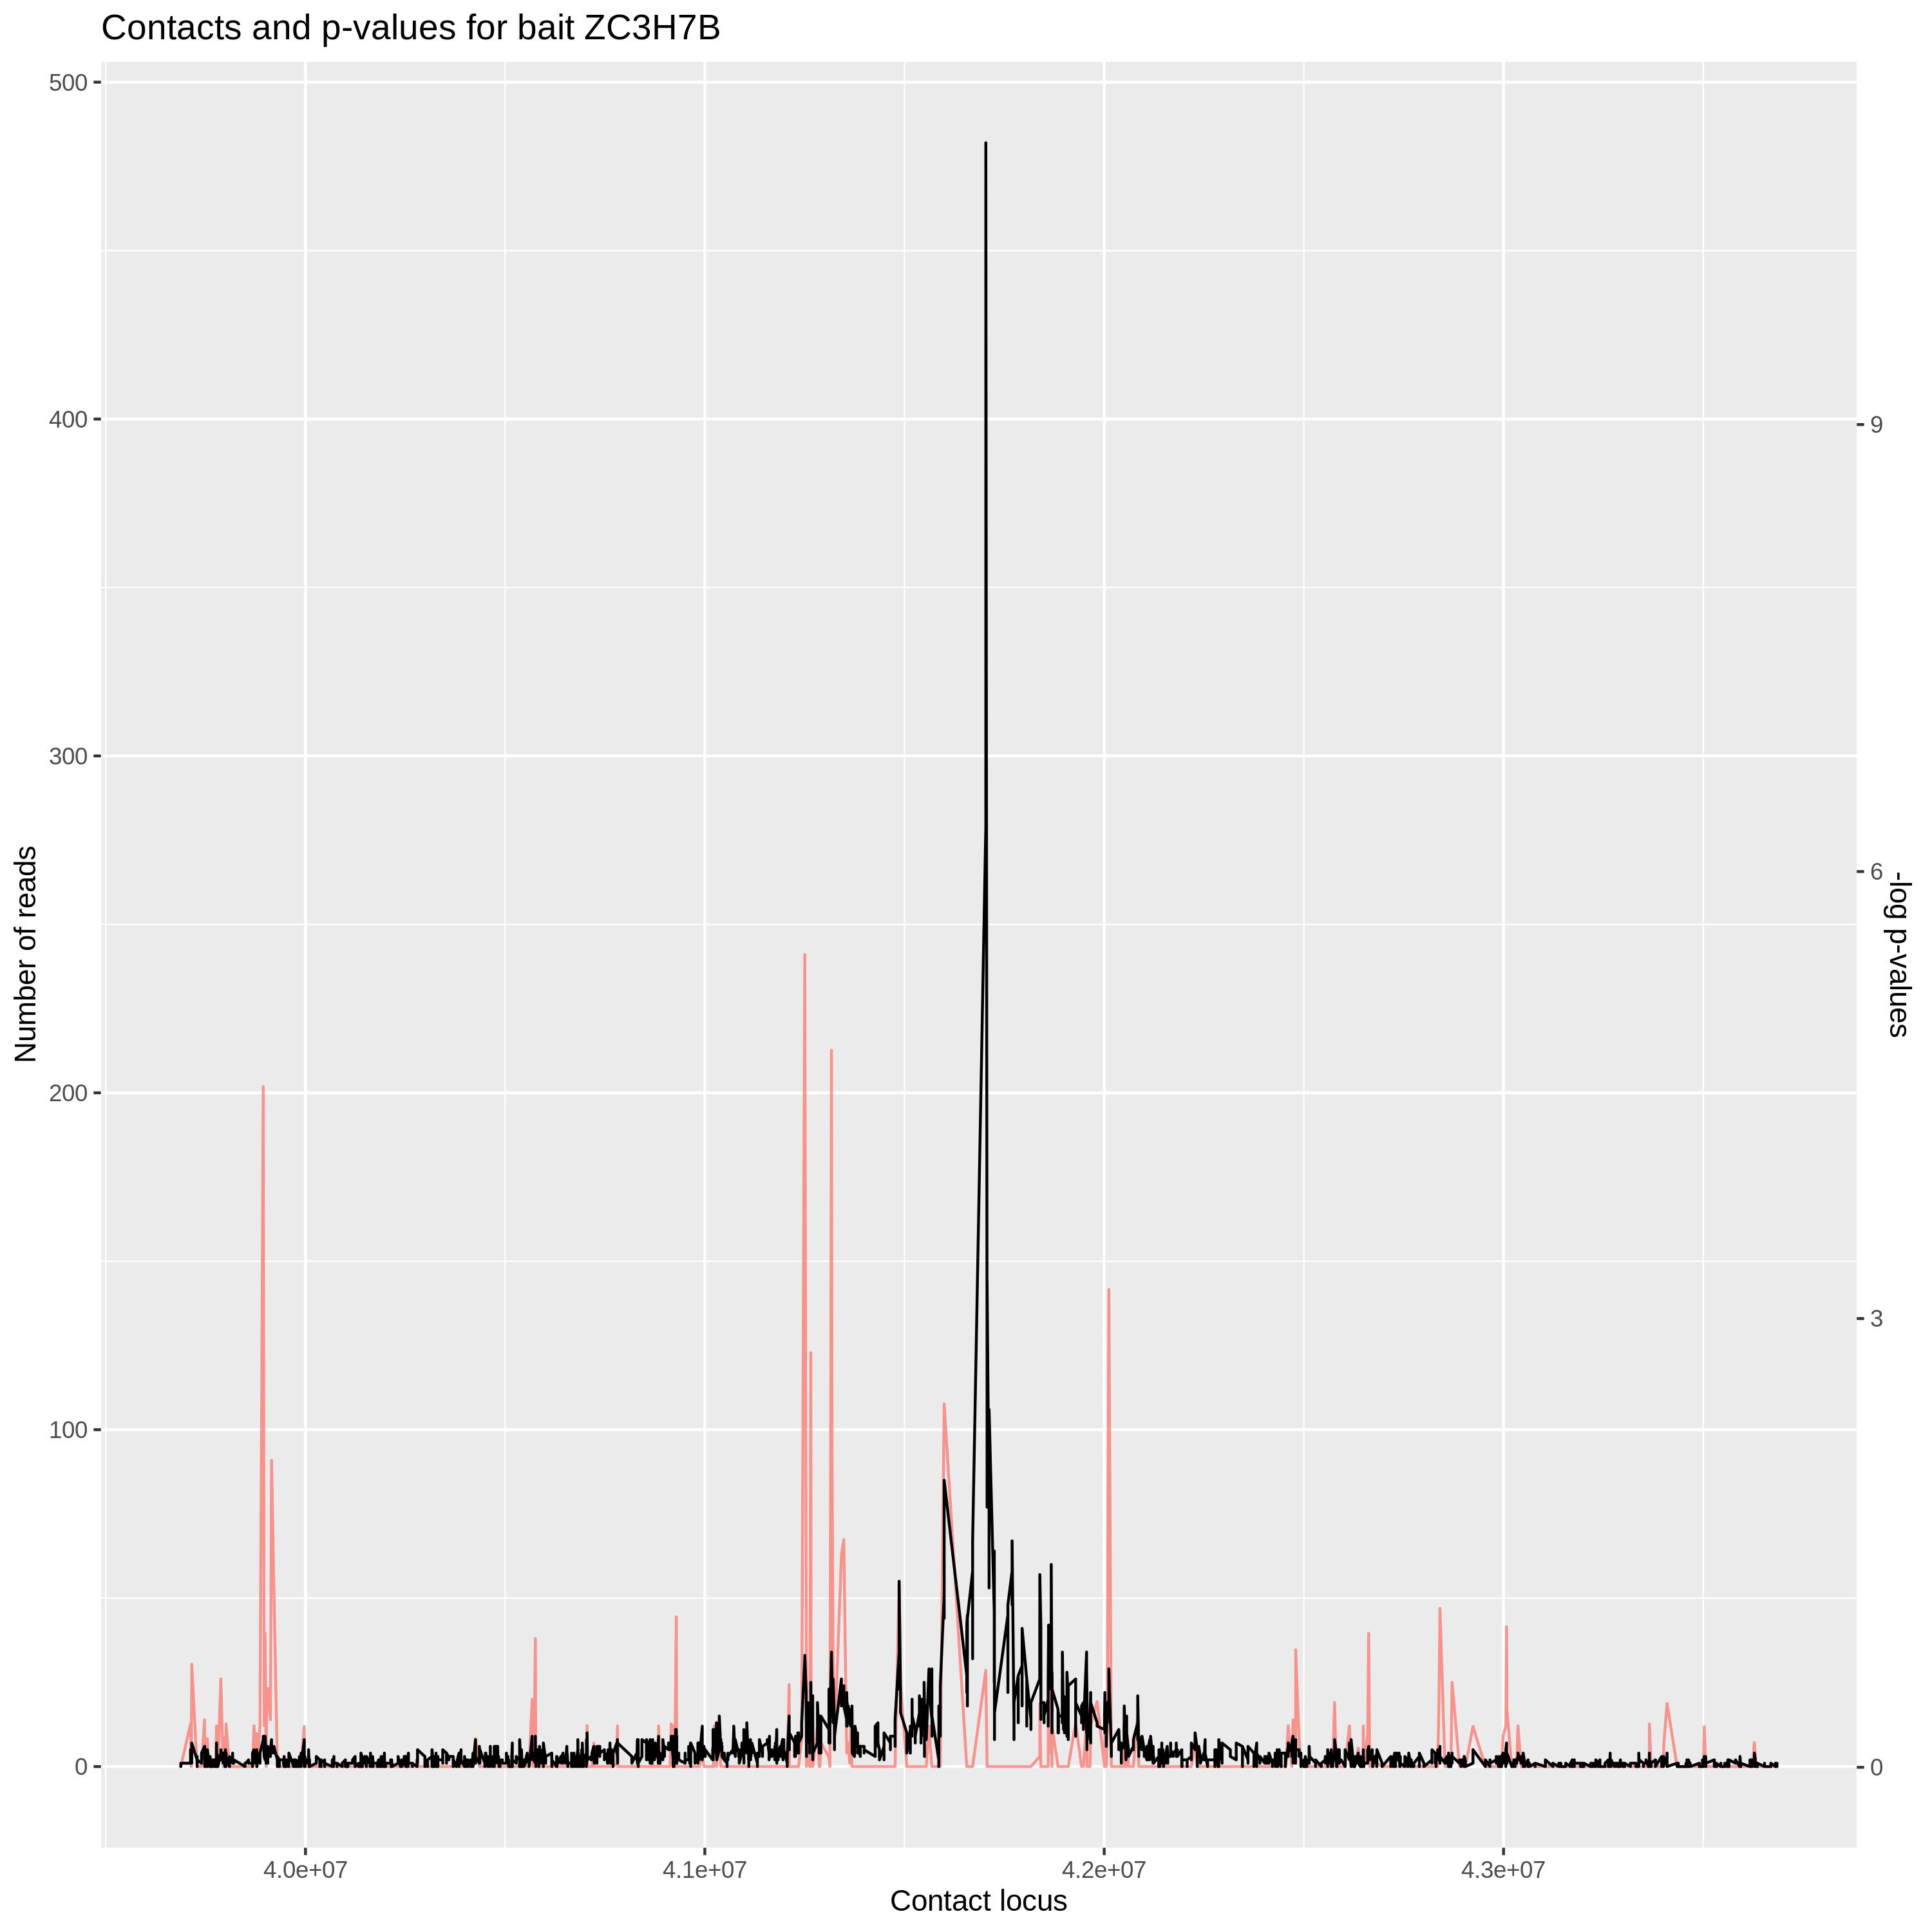 Contacts and p-values for bait ZC3H7B
500
400
300
200
100
0
Number of reads
9
6
3
0
-log p-values
4.0e+07
4.1e+07
4.2e+07
4.3e+07
Contact locus